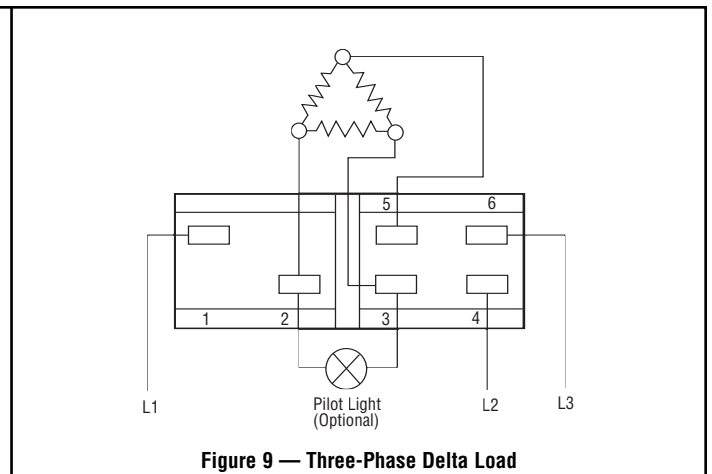 5 6
1 2 3 4
L1
Pilot Light
(Optional)
L2
L3
Figure 9 — Three-Phase Delta Load